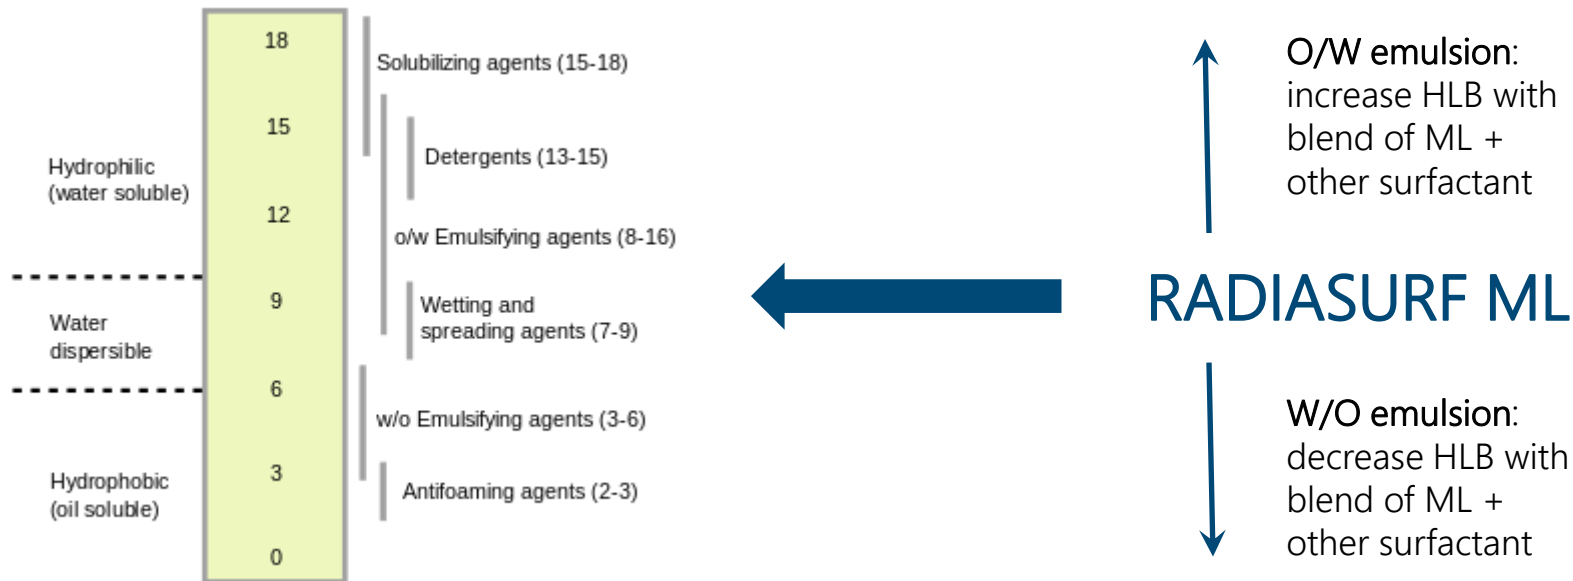 18
15
12
9
6
3
0
Hydrophilic
(water soluble)
Water
dispersible
Hydrophobic
(oil soluble)
Solubilizing agents (15-18)
Detergents (13-15)
o/w Emulsifying agents (8-16)
Wetting and
spreading agents (7-9)
w/o Emulsifying agents (3-6)
Antifoaming agents (2-3)
O/W emulsion:
increase HLB with
blend of ML +
other surfactant
RADIASURF ML
W/O emulsion:
decrease HLB with
blend of ML +
other surfactant